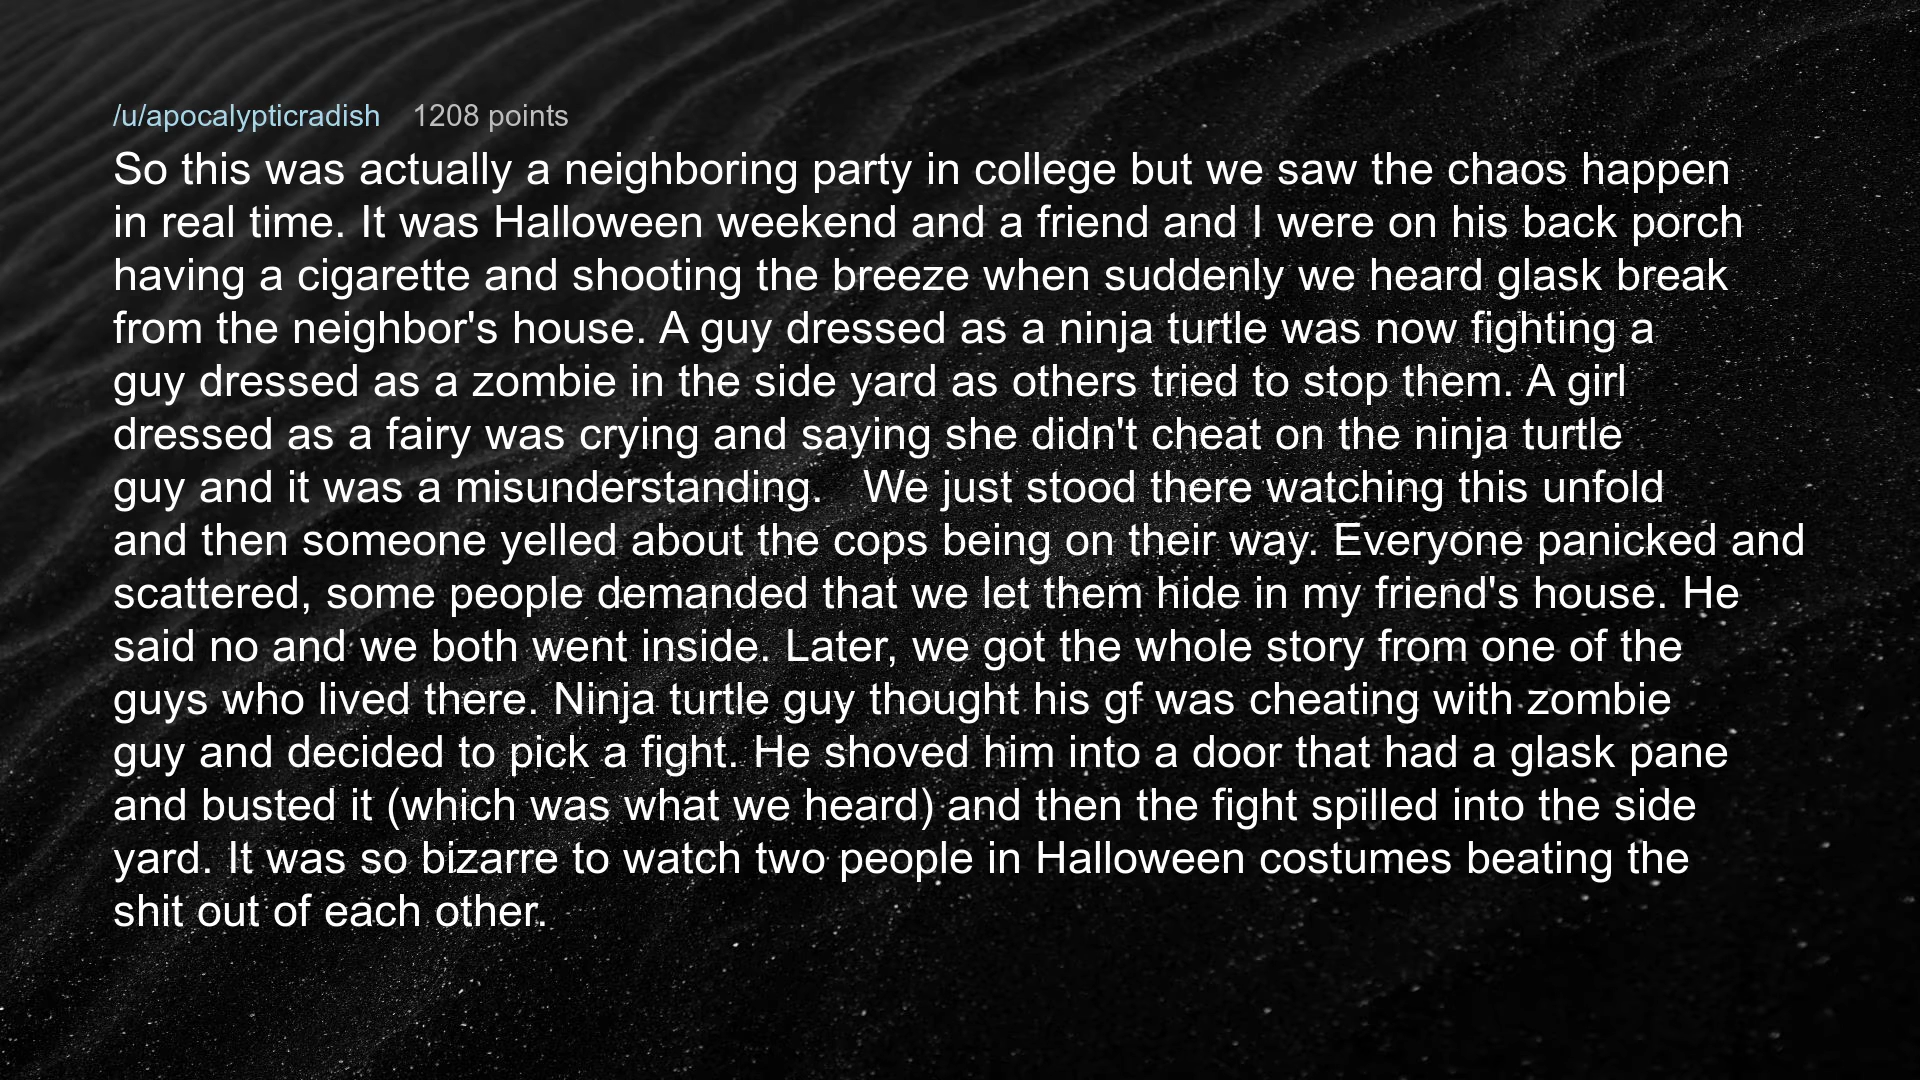 /u/apocalypticradish 1208 points
So this was actually a neighboring party in college but we saw the chaos happen
in real time. It was Halloween weekend and a friend and I were on his back porch
having a cigarette and shooting the breeze when suddenly we heard glask break
from the neighbor's house. A guy dressed as a ninja turtle was now fighting a
guy dressed as a zombie in the side yard as others tried to stop them. A girl
dressed as a fairy was crying and saying she didn't cheat on the ninja turtle
guy and it was a misunderstanding. We just stood there watching this unfold
and then someone yelled about the cops being on their way. Everyone panicked and
scattered, some people demanded that we let them hide in my friend's house. He
said no and we both went inside. Later, we got the whole story from one of the
guys who lived there. Ninja turtle guy thought his gf was cheating with zombie
guy and decided to pick a fight. He shoved him into a door that had a glask pane
and busted it (which was what we heard) and then the fight spilled into the side
yard. It was so bizarre to watch two people in Halloween costumes beating the
shit out of each other.